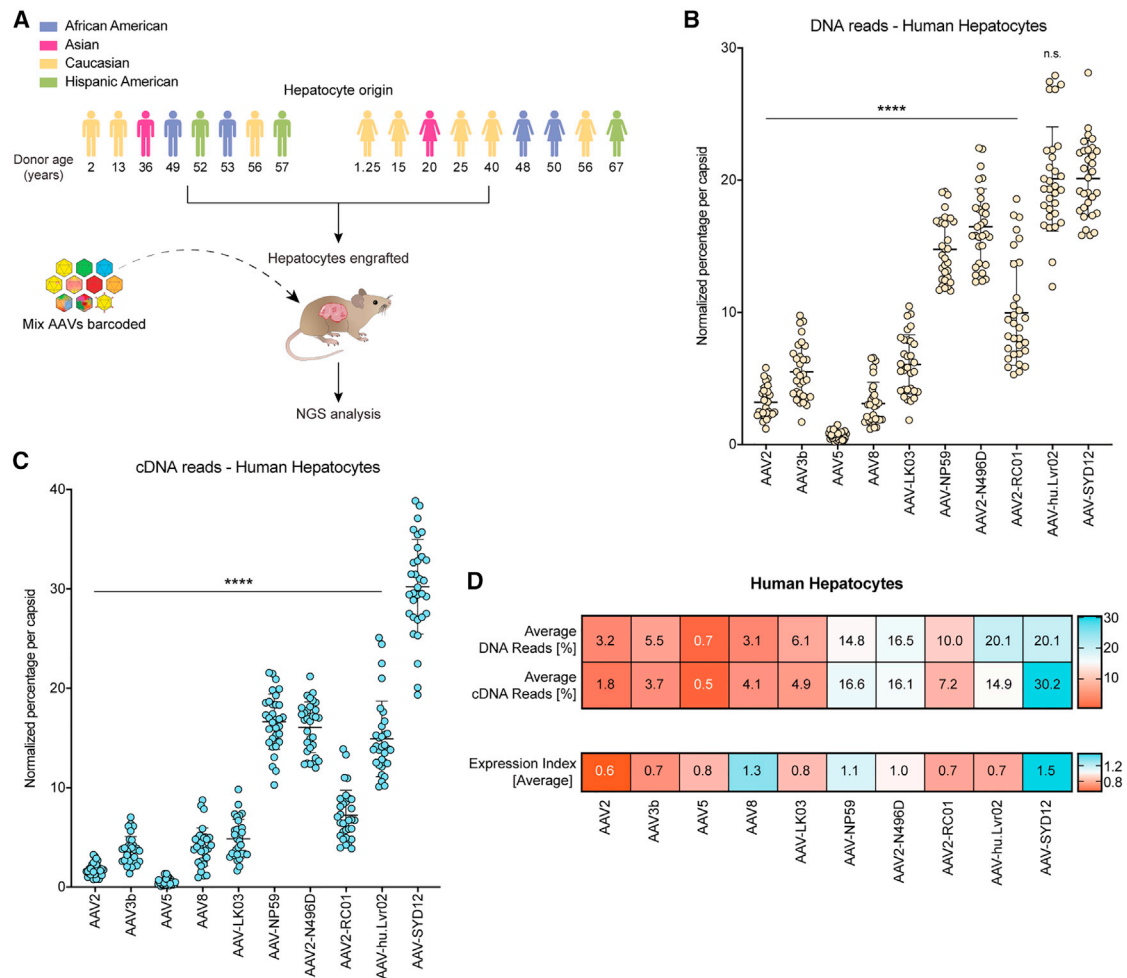 A
African American
Asian
Caucasian
Hispanic American
Hepatocyte origin
Donor age
(years)
2 13 36 49 52 53 56 57
1.25 15 20 25 40 48 50 56 67
Hepatocytes engrafted
Mix AAVs barcoded
NGS analysis
B
DNA reads - Human Hepatocytes
Normalized percentage per capsid
30
20
10
0
****
n.s.
AAV2
AAV3b
AAV5
AAV8
AAV-LK03
AAV-NP59
AAV2-N496D
AAV2-RC01
AAV-hu.Lvr02
AAV-SYD12
C
cDNA reads - Human Hepatocytes
Normalized percentage per capsid
40
30
20
10
0
****
AAV2
AAV3b
AAV5
AAV8
AAV-LK03
AAV-NP59
AAV2-N496D
AAV2-RC01
AAV-hu.Lvr02
AAV-SYD12
D
Human Hepatocytes
Average
DNA Reads [%]
3.2 5.5 0.7 3.1 6.1 14.8 16.5 10.0 20.1 20.1
Average
cDNA Reads [%]
1.8 3.7 0.5 4.1 4.9 16.6 16.1 7.2 14.9 30.2
30
20
10
Expression Index
[Average]
0.6 0.7 0.8 1.3 0.8 1.1 1.0 0.7 0.7 1.5
1.2
0.8
AAV2
AAV3b
AAV5
AAV8
AAV-LK03
AAV-NP59
AAV2-N496D
AAV2-RC01
AAV-hu.Lvr02
AAV-SYD12